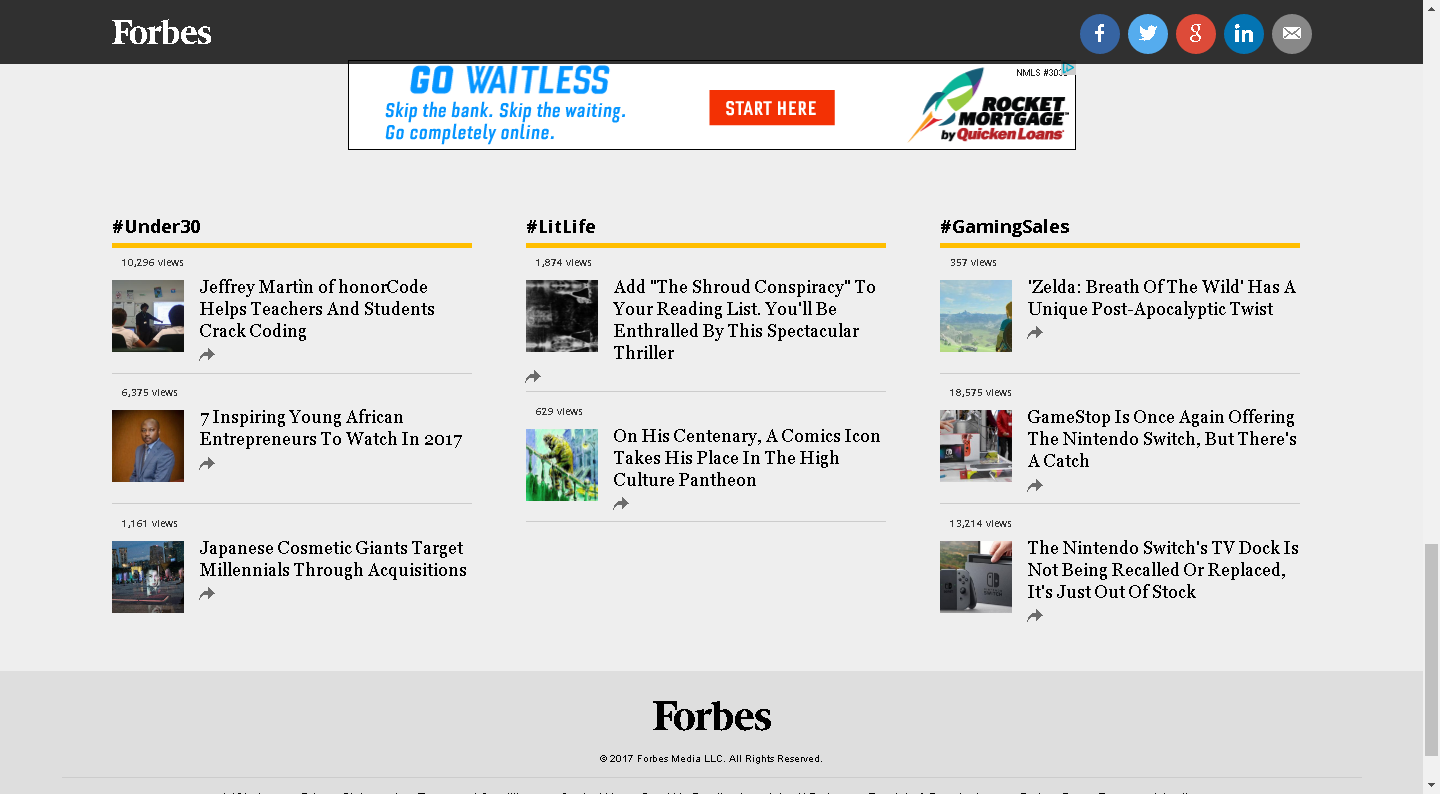 Forbes
GO WAITLESS
Skip the bank. Skip the waiting.
Go completely online.
START HERE
NMLS #303
ROCKET
MORTGAGE
by Quicken Loans
#Under30
10,296 views
Jeffrey Martin of honorCode
Helps Teachers And Students
Crack Coding
6,375 views
7 Inspiring Young African
Entrepreneurs To Watch In 2017
1,161 views
Japanese Cosmetic Giants Target
Millennials Through Acquisitions
#LitLife
1,874 views
Add "The Shroud Conspiracy" To
Your Reading List. You'll Be
Enthralled By This Spectacular
Thriller
629 views
On His Centenary, A Comics Icon
Takes His Place In The High
Culture Pantheon
#GamingSales
357 views
'Zelda: Breath Of The Wild' Has A
Unique Post-Apocalyptic Twist
18,575 views
GameStop Is Once Again Offering
The Nintendo Switch, But There's
A Catch
13,214 views
The Nintendo Switch's TV Dock Is
Not Being Recalled Or Replaced,
It's Just Out Of Stock
Forbes
© 2017 Forbes Media LLC. All Rights Reserved.